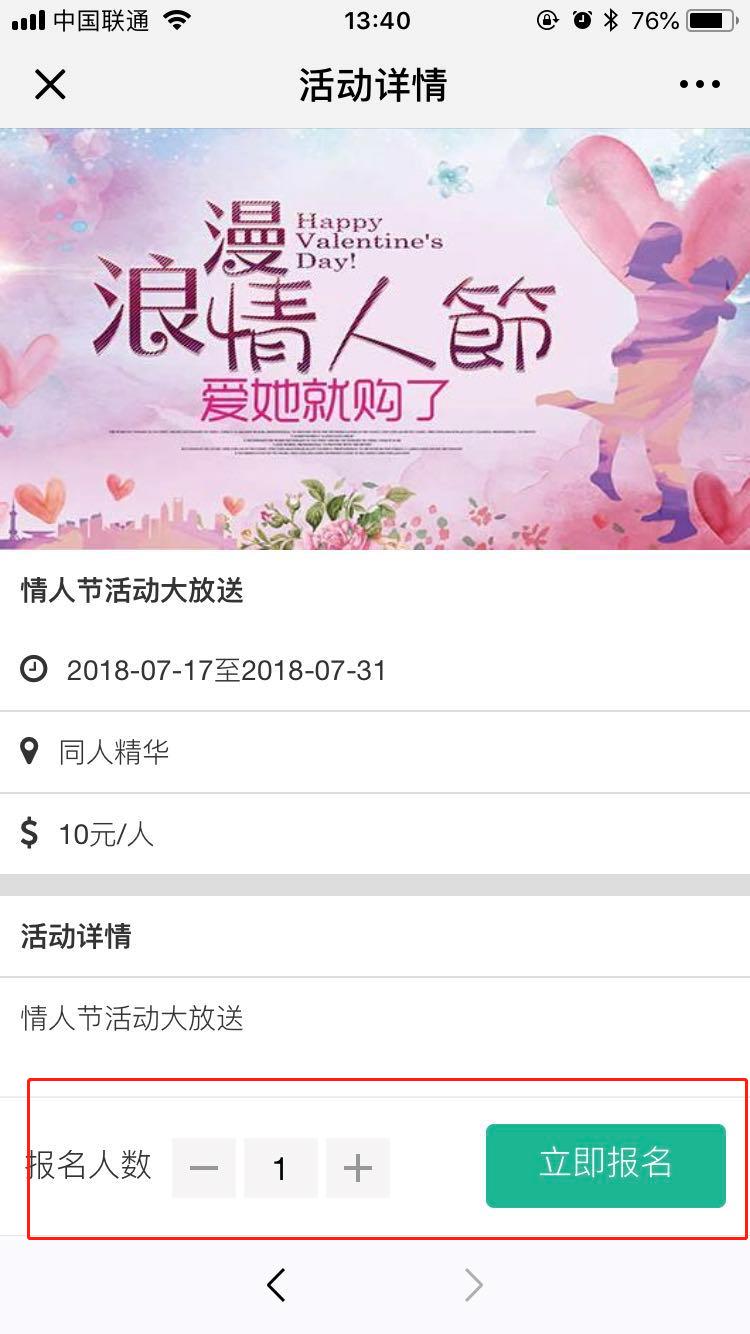 中国联通
13:40
76%
活动详情
漫
Happy
Valentine's
Day!
浪情人節
爱她就购了
情人节活动大放送
2018-07-17至2018-07-31
同人精华
10元/人
活动详情
情人节活动大放送
报名人数
1
立即报名